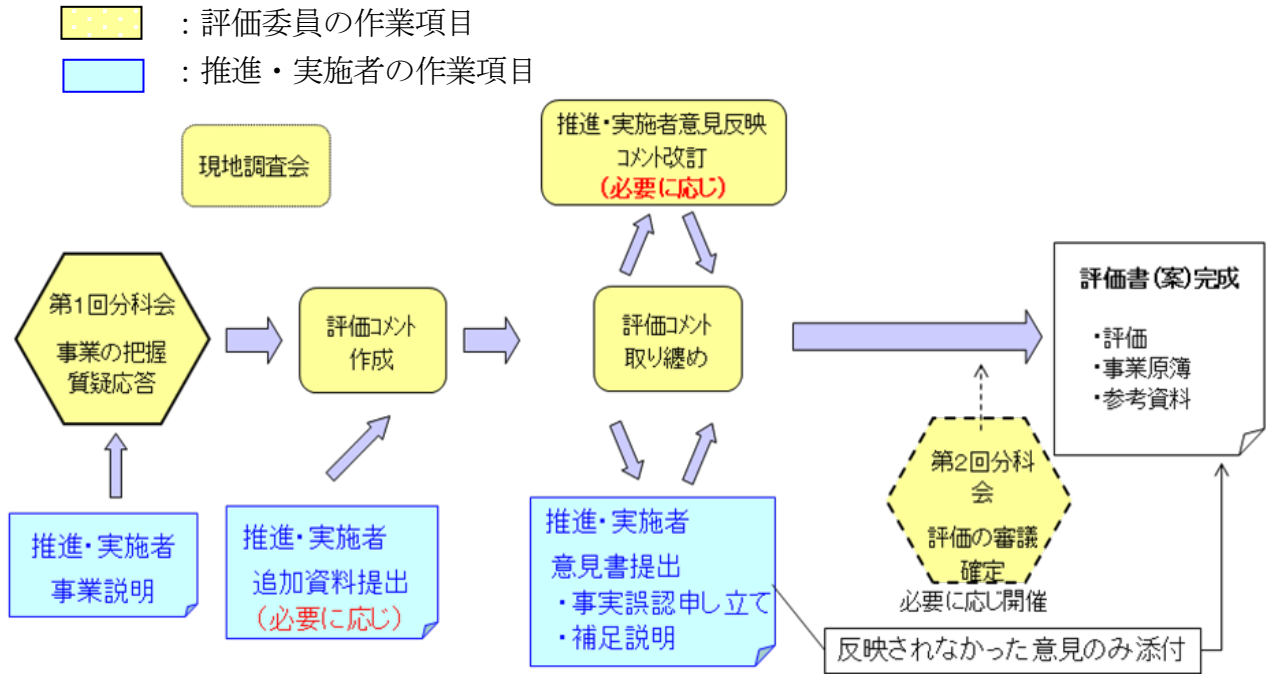 ：評価委員の作業項目
：推進・実施者の作業項目
現地調査会
推進・実施者意見反映
コメント改訂
(必要に応じ)
第1回分科会
事業の把握
質疑応答
評価コメント
作成
評価コメント
取り纏め
評価書(案)完成
・評価
・事業原簿
・参考資料
第2回分科
会
評価の審議
確定
必要に応じ開催
推進・実施者
事業説明
推進・実施者
追加資料提出
(必要に応じ)
推進・実施者
意見書提出
・事実誤認申し立て
・補足説明
反映されなかった意見のみ添付